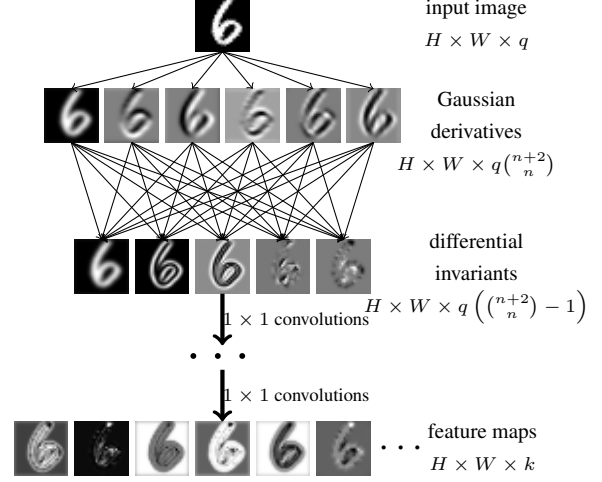 input image
H × W × q
Gaussian
derivatives
H × W × q(n+2 n)
differential
invariants
H × W × q ((n+2 n) − 1)
1 × 1 convolutions
· · ·
1 × 1 convolutions
· · · feature maps
H × W × k